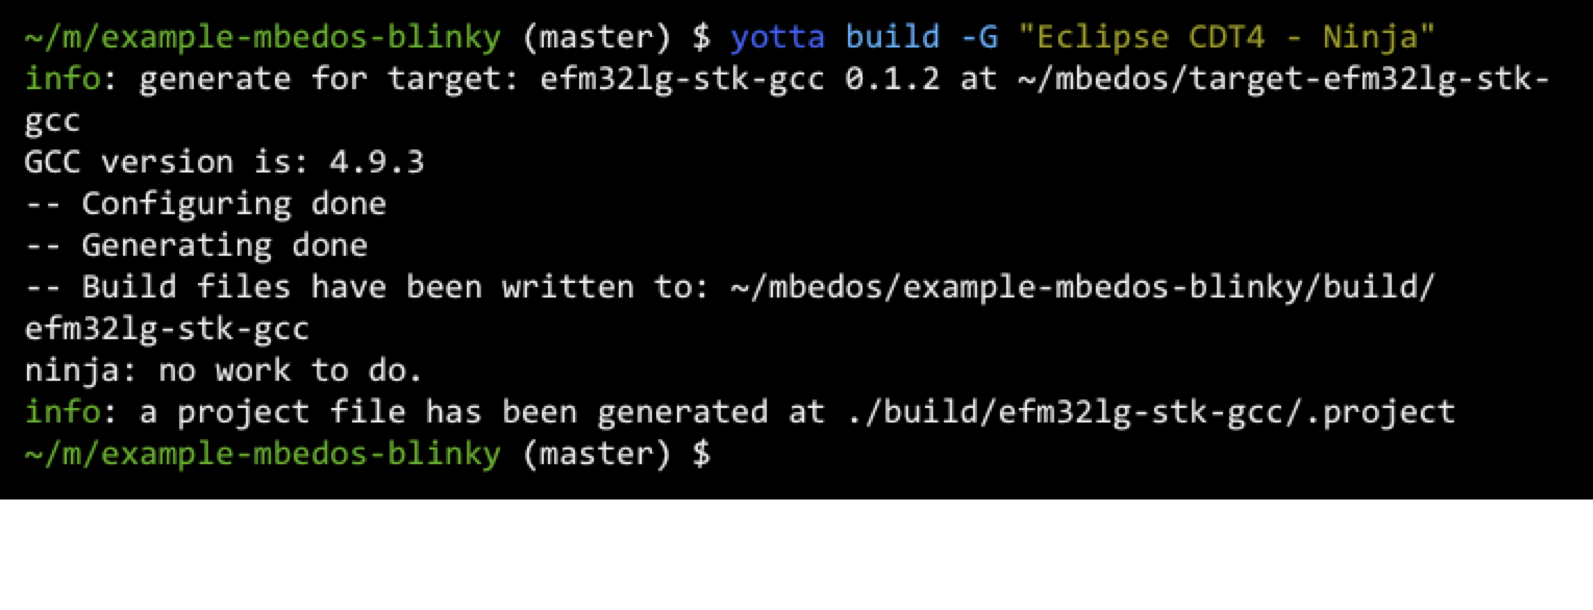 ~/m/example-mbedos-blinky (master) $ yotta build -G "Eclipse CDT4 - Ninja"
info: generate for target: efm32lg-stk-gcc 0.1.2 at ~/mbedos/target-efm32lg-stk-
gcc
GCC version is: 4.9.3
-- Configuring done
-- Generating done
-- Build files have been written to: ~/mbedos/example-mbedos-blinky/build/
efm32lg-stk-gcc
ninja: no work to do.
info: a project file has been generated at ./build/efm32lg-stk-gcc/.project
~/m/example-mbedos-blinky (master) $